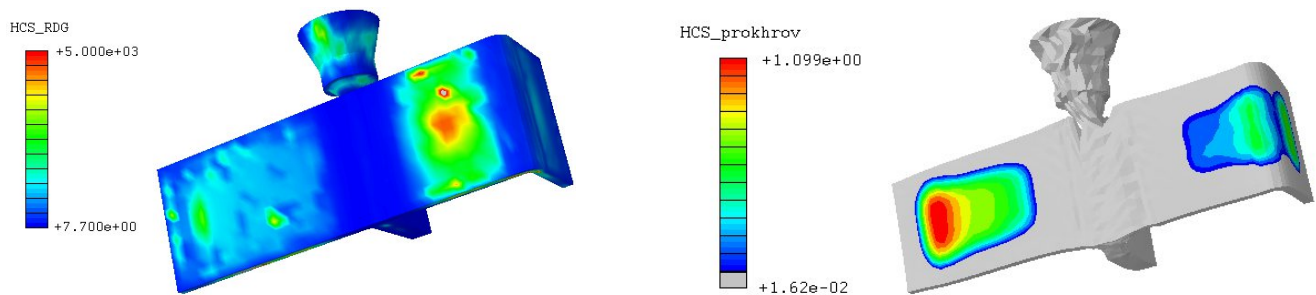 HCS_RDG
+5.000e+03
+7.700e+00
HCS_prokhrov
+1.099e+00
+1.62e-02